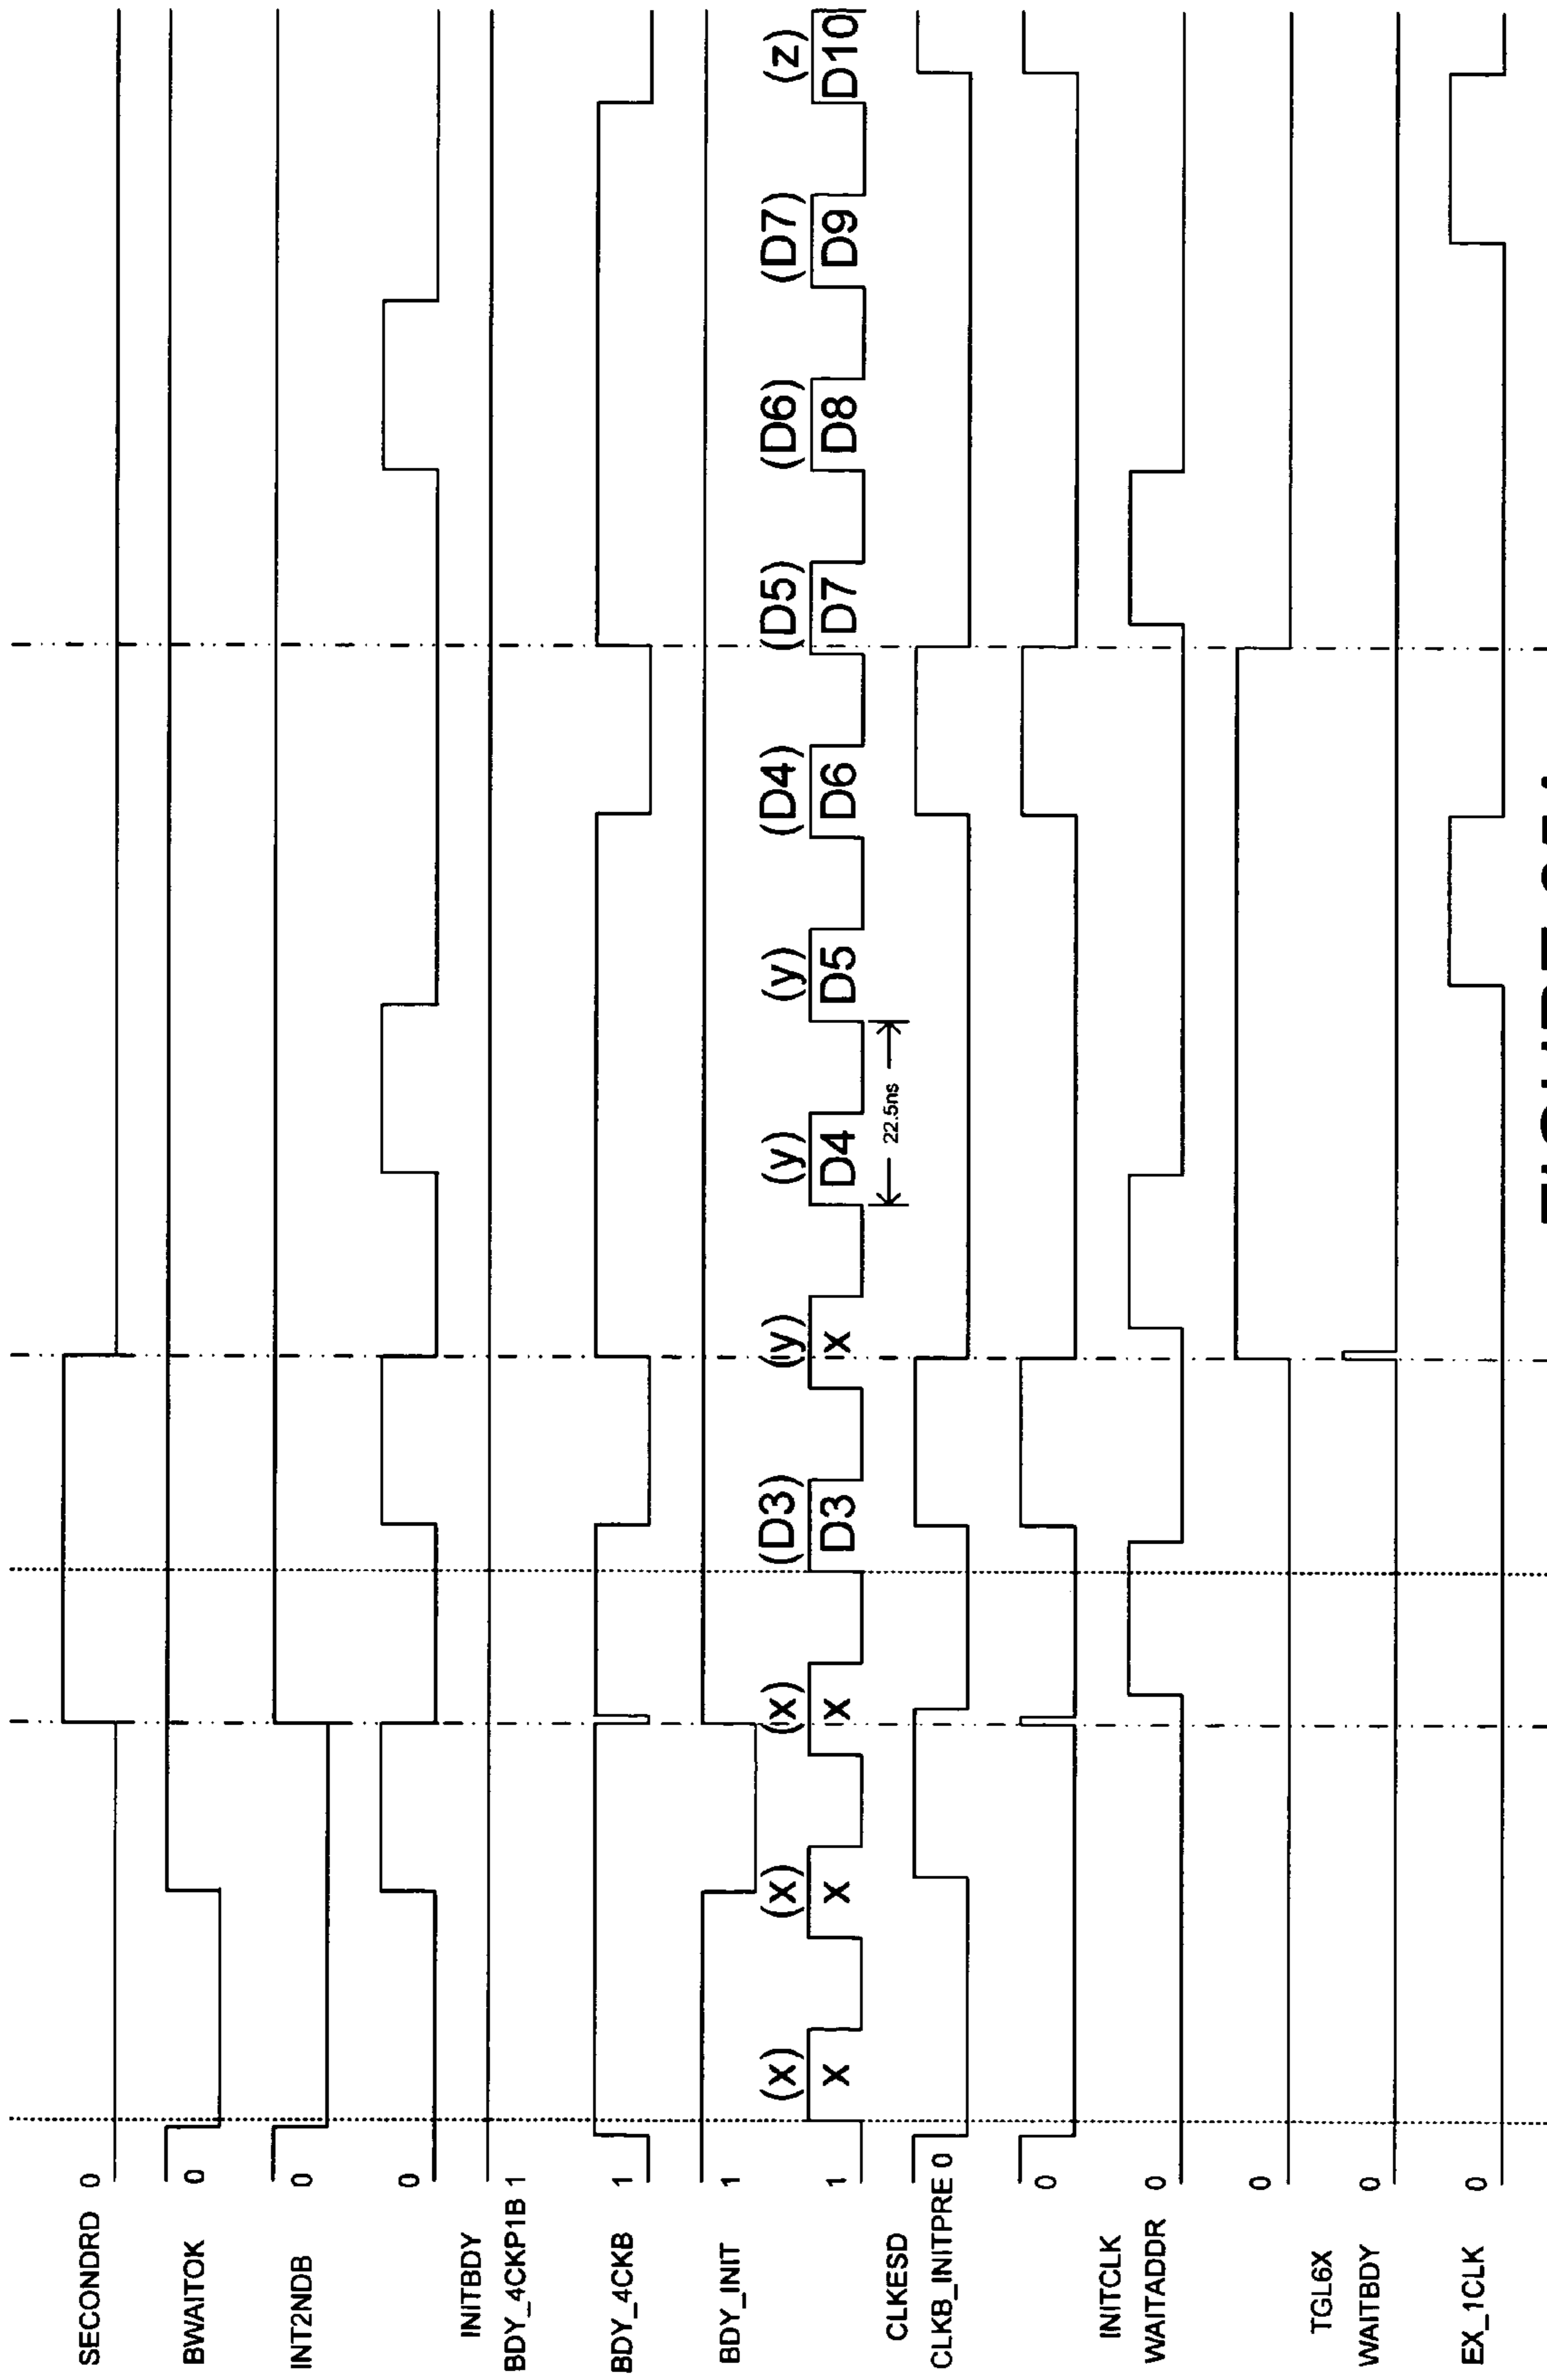 SECONDRD 0
BWAITOK 0
INT2NDB 0
0
INITBDY
BDY_4CKP1B 1
BDY_4CKB 1
BDY_INIT 1
1
(x) (x) (x) (D3) (y) (y) (y) (D4) (D5) (D6) (D7) (z)
X X X D3 X D4 D5 D6 D7 D8 D9 D10
22.5ns
CLKESD
CLKB_INITPRE 0
0
INITCLK
WAITADDR 0
0
TGL6X
WAITBDY 0
EX_1CLK 0